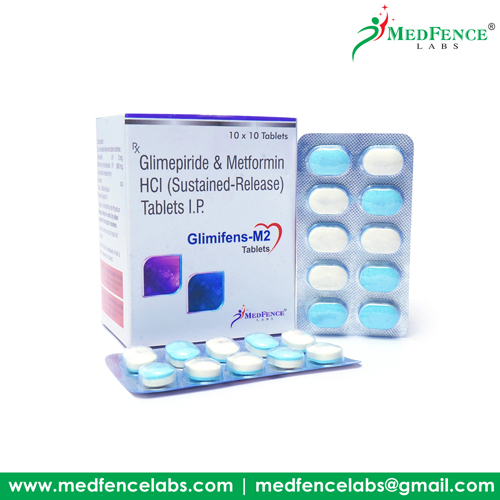 MEDFENCE®
LABS
10 x 10 Tablets
Rx
Glimepiride & Metformin
HCl (Sustained-Release)
Tablets I.P.
Glimifens-M2
Tablets
MEDFENCE
LABS
www.medfencelabs.com | medfencelabs@gmail.com